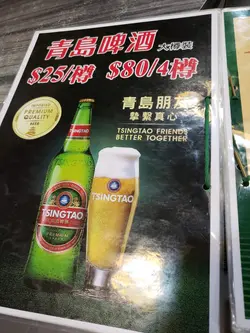 青島啤酒 大樽裝
$25/樽 $80/4樽
PREMIUM
QUALITY
BEER
青島朋友
摯繫真心
TSINGTAO FRIENDS
BETTER TOGETHER
TSINGTAO
TSINGTAO